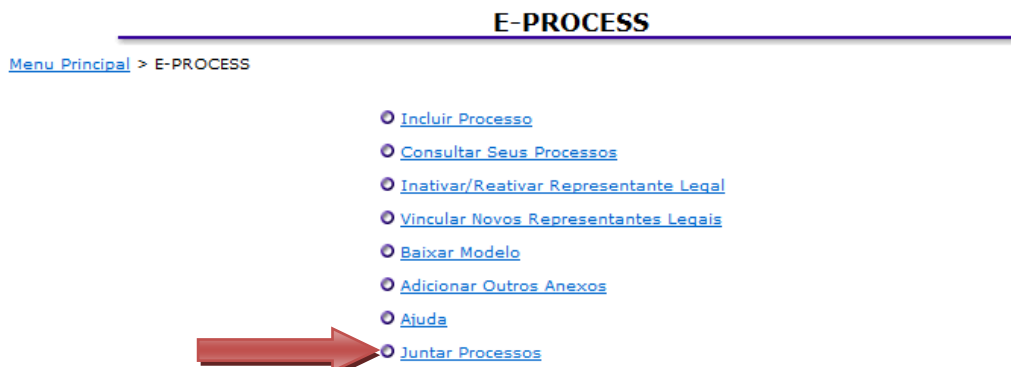 E-PROCESS
Menu Principal > E-PROCESS
Incluir Processo
Consultar Seus Processos
Inativar/Reativar Representante Legal
Vincular Novos Representantes Legais
Baixar Modelo
Adicionar Outros Anexos
Ajuda
Juntar Processos